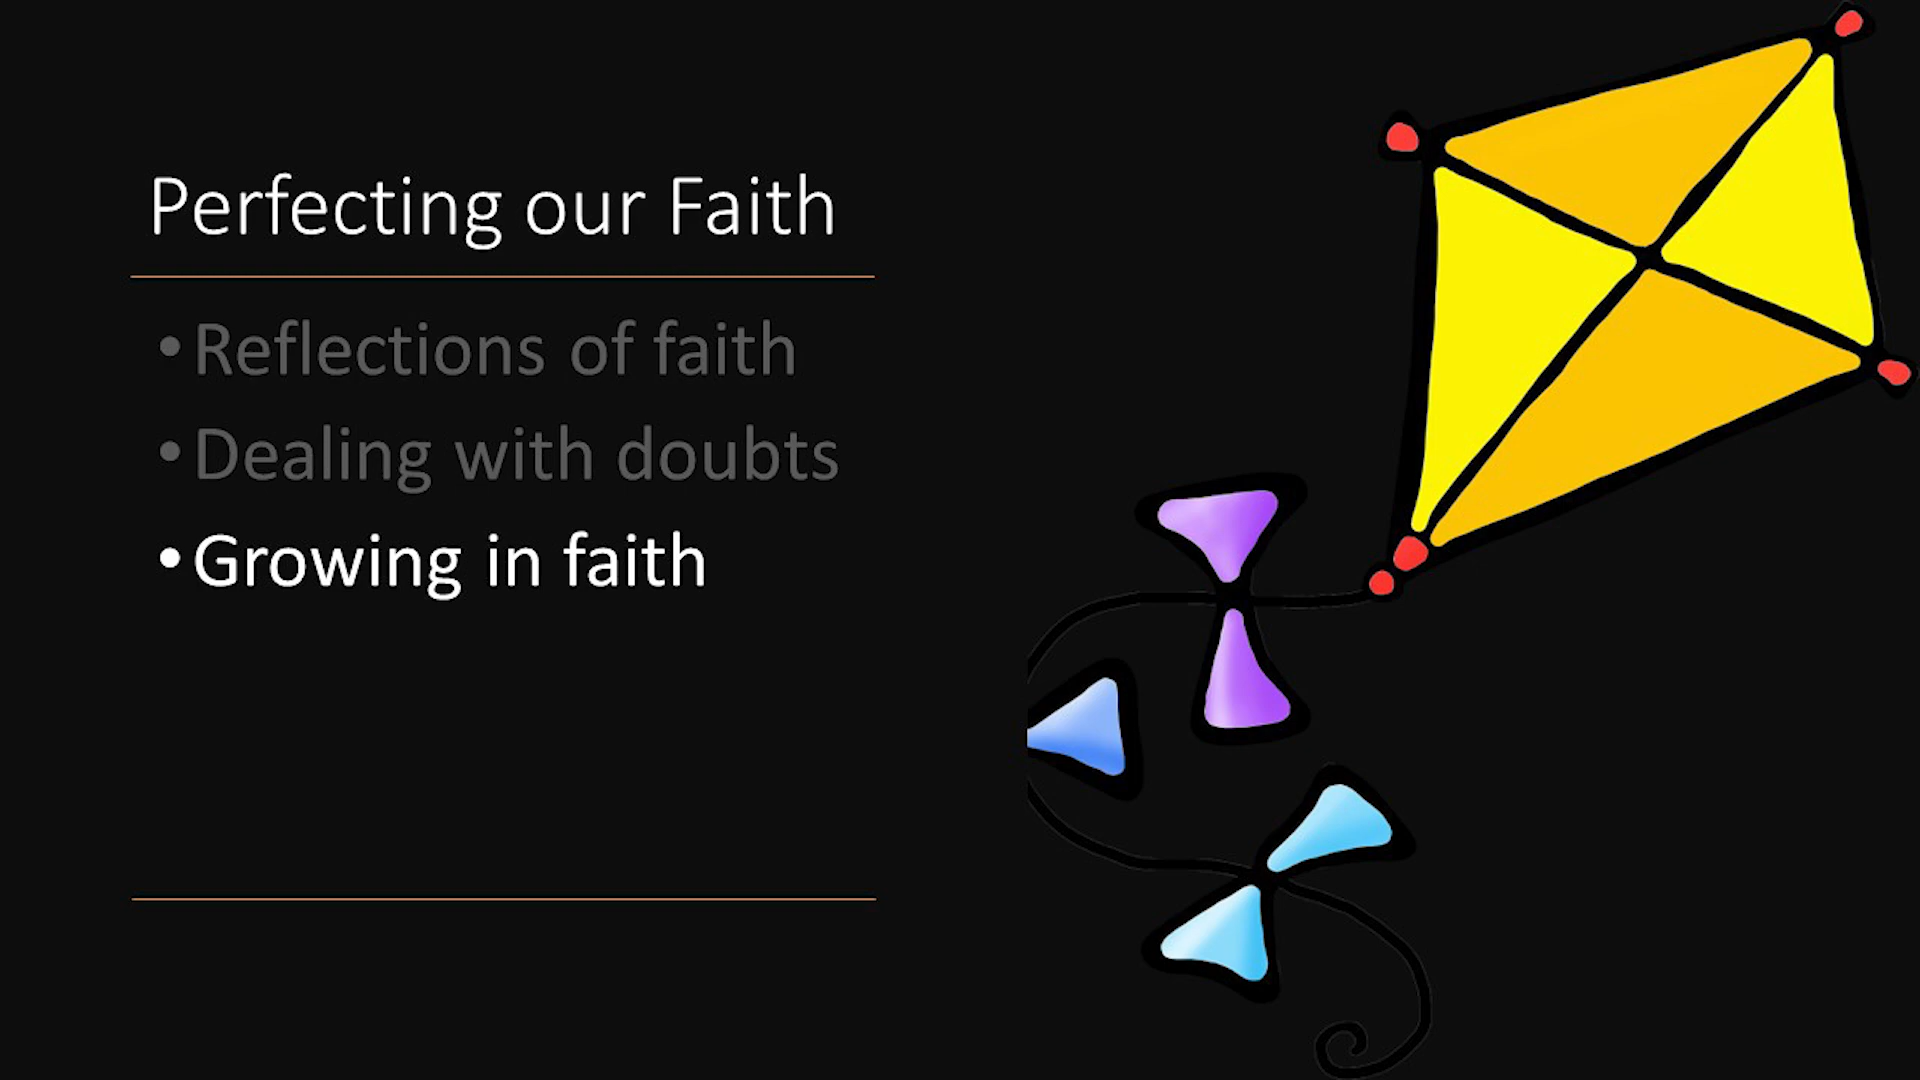 Perfecting our Faith
•Reflections of faith
•Dealing with doubts
•Growing in faith